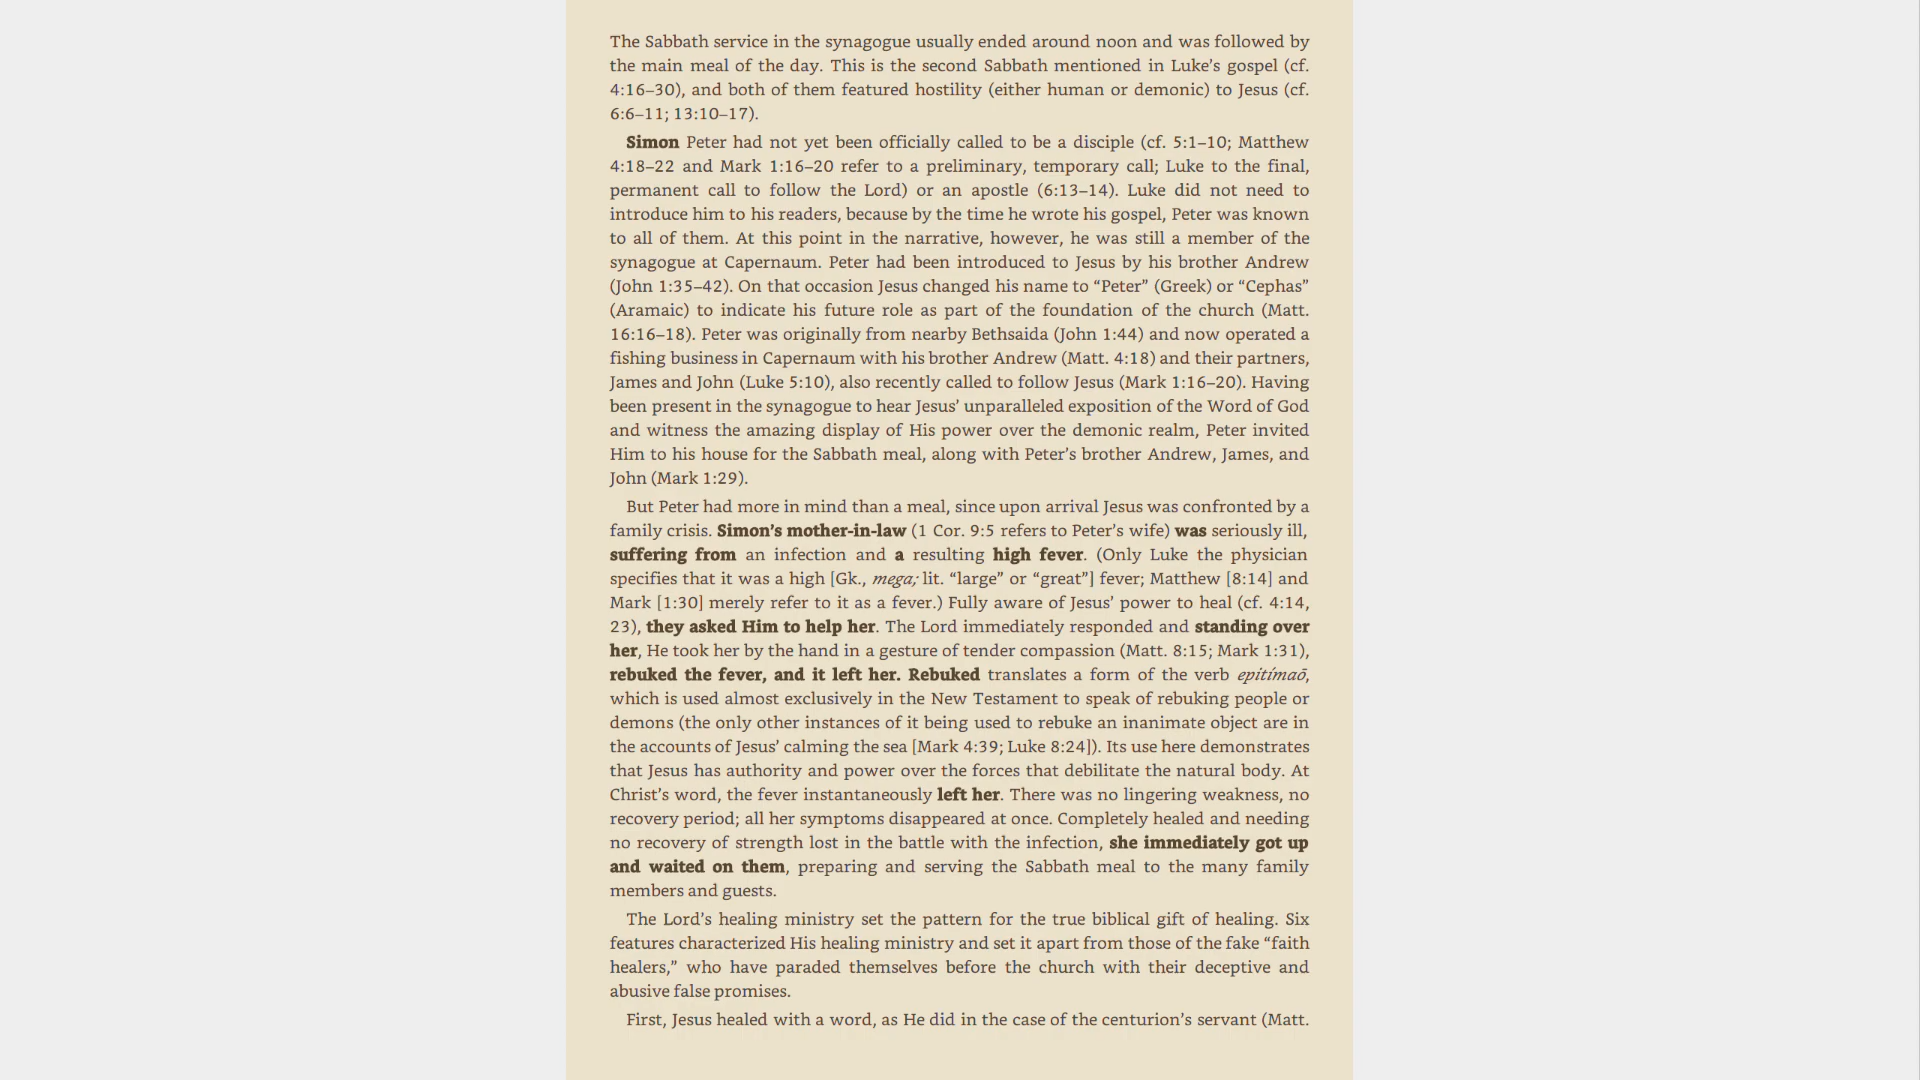 The Sabbath service in the synagogue usually ended around noon and was followed by
the main meal of the day. This is the second Sabbath mentioned in Luke’s gospel (cf.
4:16–30), and both of them featured hostility (either human or demonic) to Jesus (cf.
6:6–11; 13:10–17).
Simon Peter had not yet been officially called to be a disciple (cf. 5:1–10; Matthew
4:18–22 and Mark 1:16–20 refer to a preliminary, temporary call; Luke to the final,
permanent call to follow the Lord) or an apostle (6:13–14). Luke did not need to
introduce him to his readers, because by the time he wrote his gospel, Peter was known
to all of them. At this point in the narrative, however, he was still a member of the
synagogue at Capernaum. Peter had been introduced to Jesus by his brother Andrew
(John 1:35–42). On that occasion Jesus changed his name to “Peter” (Greek) or “Cephas”
(Aramaic) to indicate his future role as part of the foundation of the church (Matt.
16:16–18). Peter was originally from nearby Bethsaida (John 1:44) and now operated a
fishing business in Capernaum with his brother Andrew (Matt. 4:18) and their partners,
James and John (Luke 5:10), also recently called to follow Jesus (Mark 1:16–20). Having
been present in the synagogue to hear Jesus’ unparalleled exposition of the Word of God
and witness the amazing display of His power over the demonic realm, Peter invited
Him to his house for the Sabbath meal, along with Peter’s brother Andrew, James, and
John (Mark 1:29).
But Peter had more in mind than a meal, since upon arrival Jesus was confronted by a
family crisis. Simon’s mother-in-law (1 Cor. 9:5 refers to Peter’s wife) was seriously ill,
suffering from an infection and a resulting high fever. (Only Luke the physician
specifies that it was a high [Gk., mega; lit. “large” or “great”] fever; Matthew [8:14] and
Mark [1:30] merely refer to it as a fever.) Fully aware of Jesus’ power to heal (cf. 4:14,
23), they asked Him to help her. The Lord immediately responded and standing over
her, He took her by the hand in a gesture of tender compassion (Matt. 8:15; Mark 1:31),
rebuked the fever, and it left her. Rebuked translates a form of the verb epitímaō,
which is used almost exclusively in the New Testament to speak of rebuking people or
demons (the only other instances of it being used to rebuke an inanimate object are in
the accounts of Jesus’ calming the sea [Mark 4:39; Luke 8:24]). Its use here demonstrates
that Jesus has authority and power over the forces that debilitate the natural body. At
Christ’s word, the fever instantaneously left her. There was no lingering weakness, no
recovery period; all her symptoms disappeared at once. Completely healed and needing
no recovery of strength lost in the battle with the infection, she immediately got up
and waited on them, preparing and serving the Sabbath meal to the many family
members and guests.
The Lord’s healing ministry set the pattern for the true biblical gift of healing. Six
features characterized His healing ministry and set it apart from those of the fake “faith
healers,” who have paraded themselves before the church with their deceptive and
abusive false promises.
First, Jesus healed with a word, as He did in the case of the centurion’s servant (Matt.